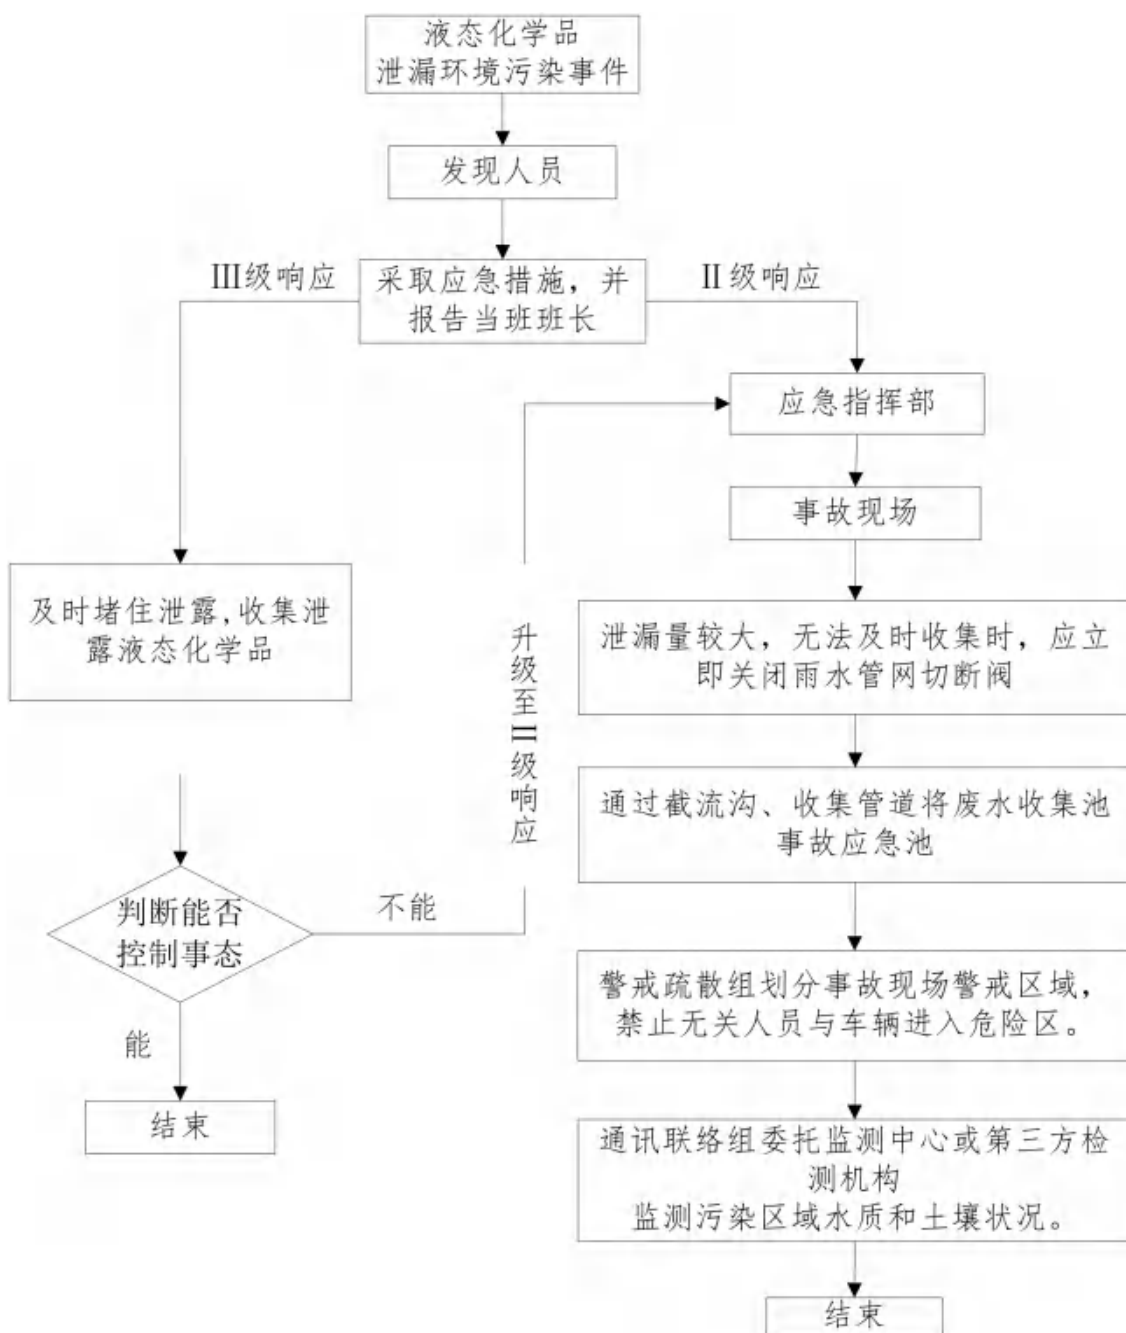 液态化学品
泄漏环境污染事件
发现人员
III级响应
采取应急措施，并
报告当班班长
II级响应
应急指挥部
事故现场
及时堵住泄露,收集泄
露液态化学品
泄漏量较大，无法及时收集时，应立
即关闭雨水管网切断阀
升级至II级响应
通过截流沟、收集管道将废水收集池
事故应急池
判断能否
控制事态
不能
能
结束
警戒疏散组划分事故现场警戒区域，
禁止无关人员与车辆进入危险区。
通讯联络组委托监测中心或第三方检
测机构
监测污染区域水质和土壤状况。
结束